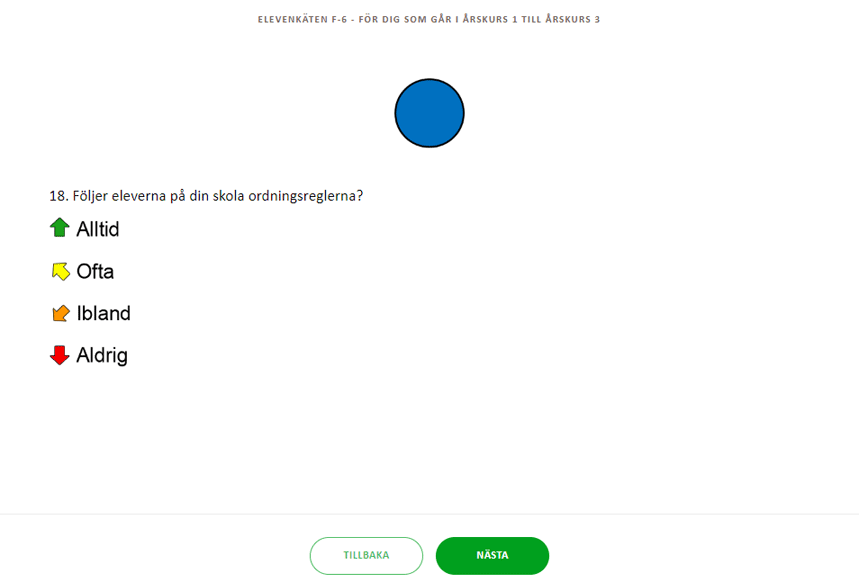 ELEVENKÄTEN F-6 - FÖR DIG SOM GÅR I ÅRSKURS 1 TILL ÅRSKURS 3
18. Följer eleverna på din skola ordningsreglerna?
Alltid
Ofta
Ibland
Aldrig
TILLBAKA NÄSTA